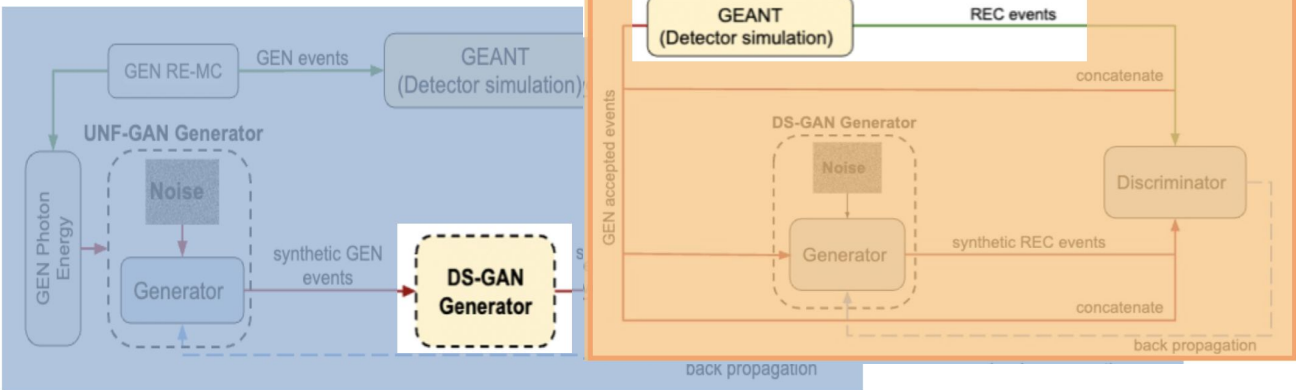 GEN RE-MC
GEN events
GEANT
(Detector simulation)
UNF-GAN Generator
Noise
GEN Photon
Energy
Generator
synthetic GEN
events
DS-GAN
Generator
s
back propagation
GEANT
(Detector simulation)
REC events
concatenate
GEN accepted events
DS-GAN Generator
Noise
Generator
synthetic REC events
Discriminator
concatenate
back propagation